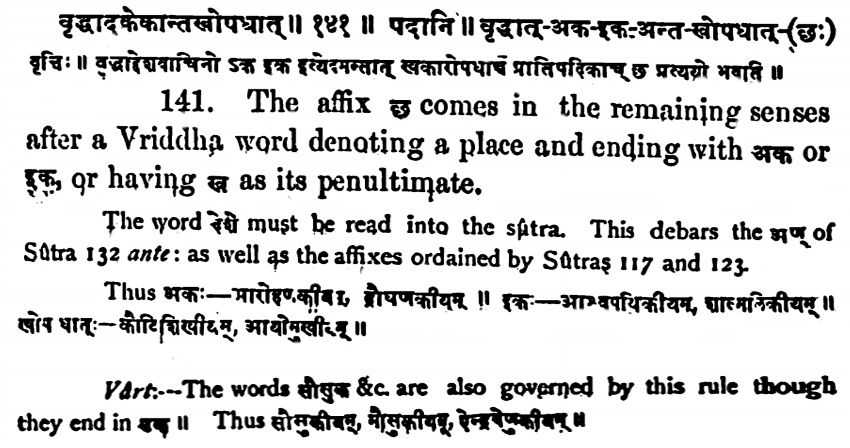 वृद्धादकेकान्तखोपधात् ॥ १४१ ॥ पदानि ॥ वृद्धात्-अक-इक-अन्त-खोपधात्-(छः)
वृत्तिः ॥ वृद्धाद्देशवाचिनो ऽक इक इत्येवमन्तात् खकारोपधाच्च प्रातिपदिकाच् छ प्रत्ययो भवति ॥
141. The affix छ comes in the remaining senses
after a Vriddha word denoting a place and ending with अक or
इक, or having ख as its penultimate.
The word देशे must be read into the sûtra. This debars the अण् of
Sûtra 132 ante: as well as the affixes ordained by Sûtras 117 and 123.
Thus अकः—आरोहणकीयम्, द्रौघणकीयम् ॥ इकः—आश्वपथिकीयम्, शाल्मलिकीयम् ॥
खोपधात्ः—कौटिशिखीयम्, आयोमुखीयम् ॥
Vârt:—The words सौसुक &c. are also governed by this rule though
they end in अक ॥ Thus सौसुकीयम्, मौसुकीयम्, ऐन्द्रवेणुकीयम् ॥